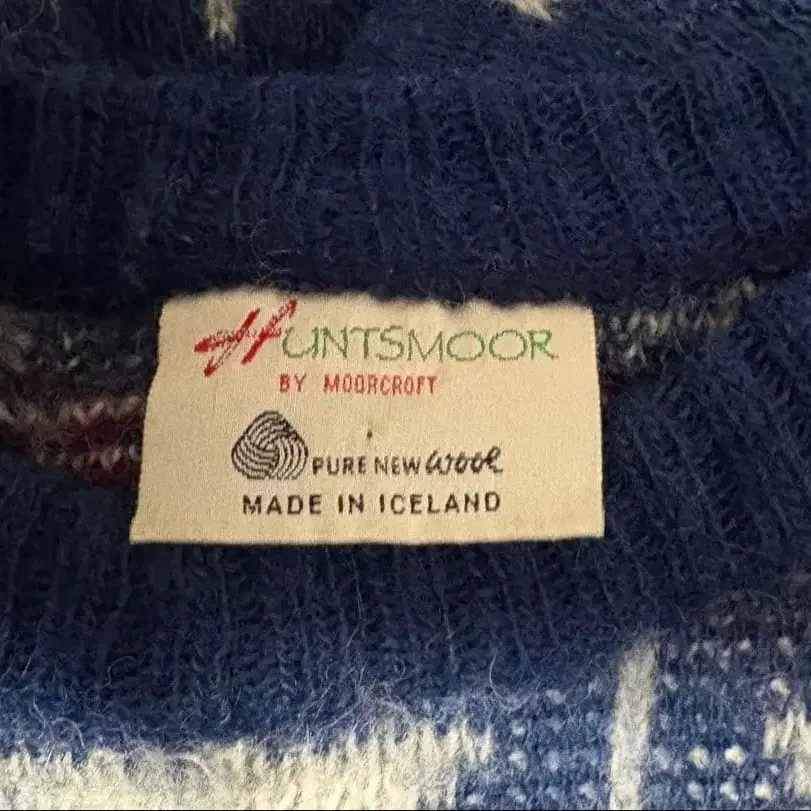 HUNTSMOOR
BY MOORCROFT
PURE NEW WOOL
MADE IN ICELAND